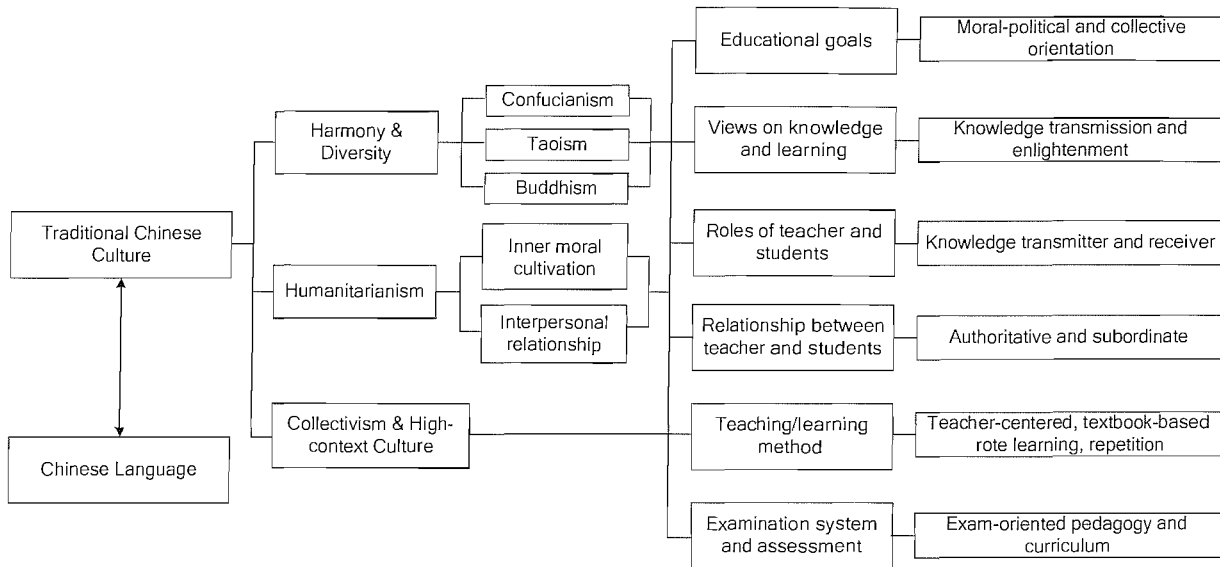 Educational goals
Moral-political and collective
orientation
Confucianism
Harmony &
Diversity
Taoism
Views on knowledge
and learning
Knowledge transmission and
enlightenment
Buddhism
Traditional Chinese
Culture
Inner moral
cultivation
Roles of teacher and
students
Knowledge transmitter and receiver
Humanitarianism
Interpersonal
relationship
Relationship between
teacher and students
Authoritative and subordinate
Collectivism & High-
context Culture
Teaching/learning
method
Teacher-centered, textbook-based
rote learning, repetition
Chinese Language
Examination system
and assessment
Exam-oriented pedagogy and
curriculum